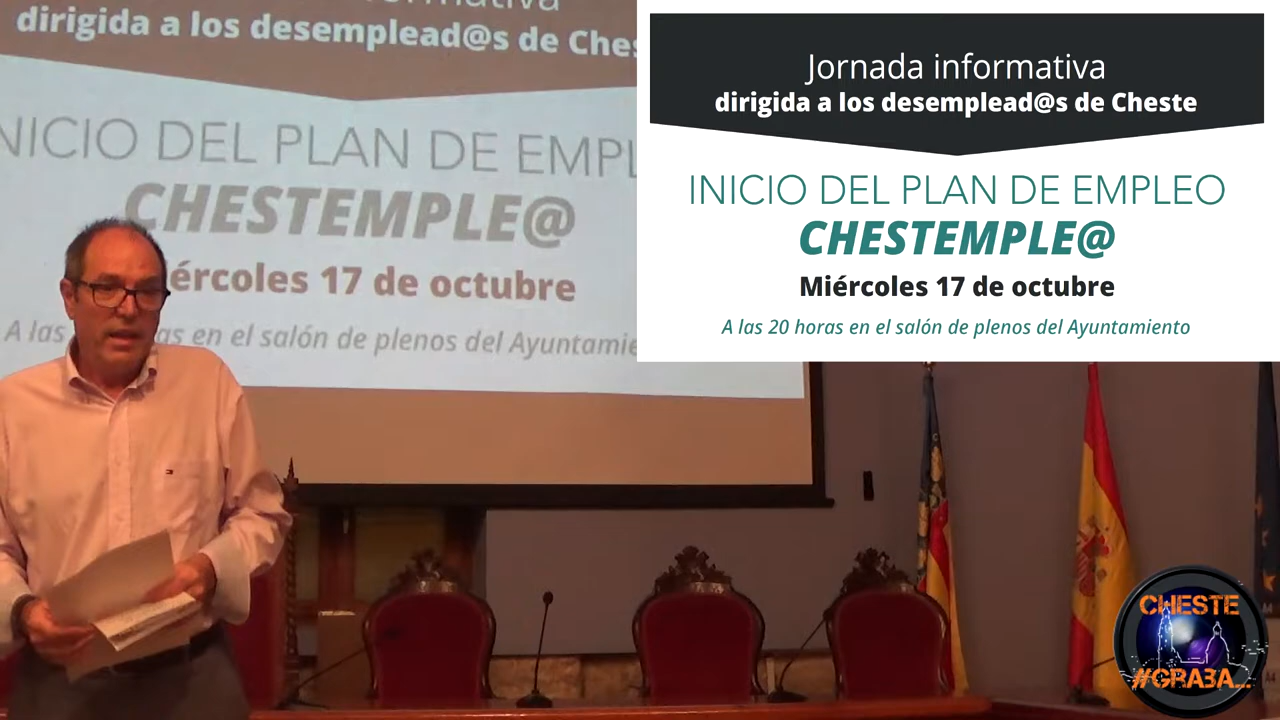 informativa
dirigida a los desemplead@s de Ches
NICIO DEL PLAN DE EMPL
CHESTEMPLE@
iércoles 17 de octubre
A las as en el salón de plenos del Ayuntamie
Jornada informativa
dirigida a los desemplead@s de Cheste
INICIO DEL PLAN DE EMPLEO
CHESTEMPLE@
Miércoles 17 de octubre
A las 20 horas en el salón de plenos del Ayuntamiento
CHESTE
#GRABA...